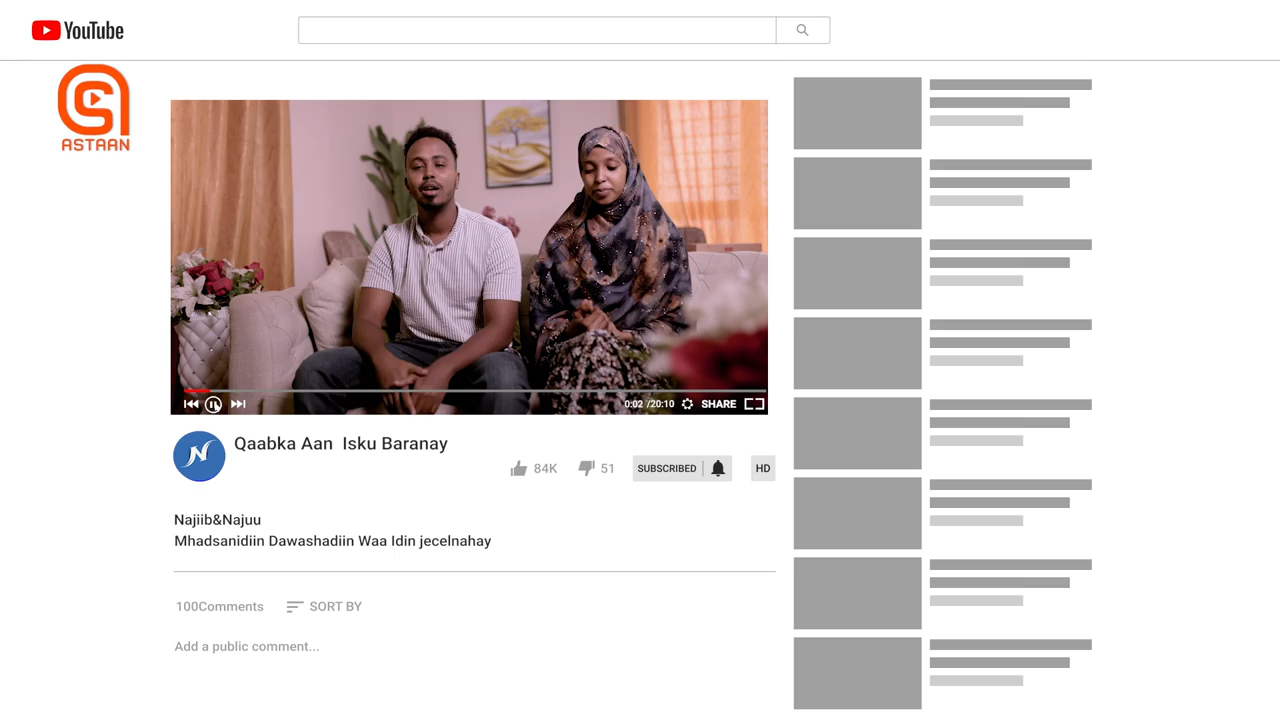 YouTube
ASTAAN
0:02 /20:10 SHARE
Qaabka Aan Isku Baranay
84K 51 SUBSCRIBED HD
Najiib&Najuu
Mhadsanidiin Dawashadiin Waa Idin jecelnahay
100Comments SORT BY
Add a public comment...